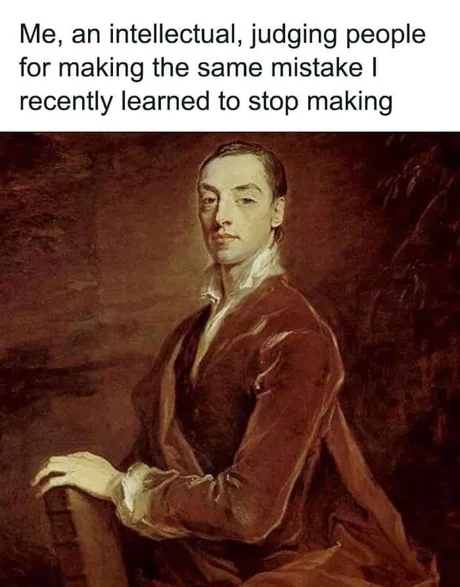 Me, an intellectual, judging people
for making the same mistake I
recently learned to stop making